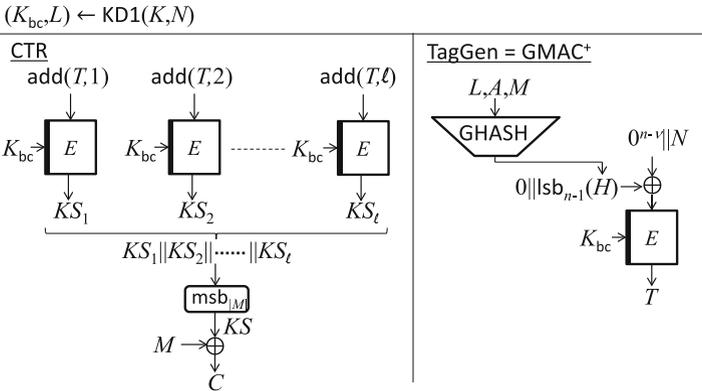 (K_bc,L) ← KD1(K,N)
CTR
add(T,1) add(T,2) add(T,ℓ)
K_bc E K_bc E K_bc E
KS_1 KS_2 KS_ℓ
KS_1||KS_2||······||KS_ℓ
msb_|M|
KS
M
C
TagGen = GMAC⁺
L,A,M
GHASH
0^{n-ν}||N
0||lsb_{n-1}(H)
K_bc E
T